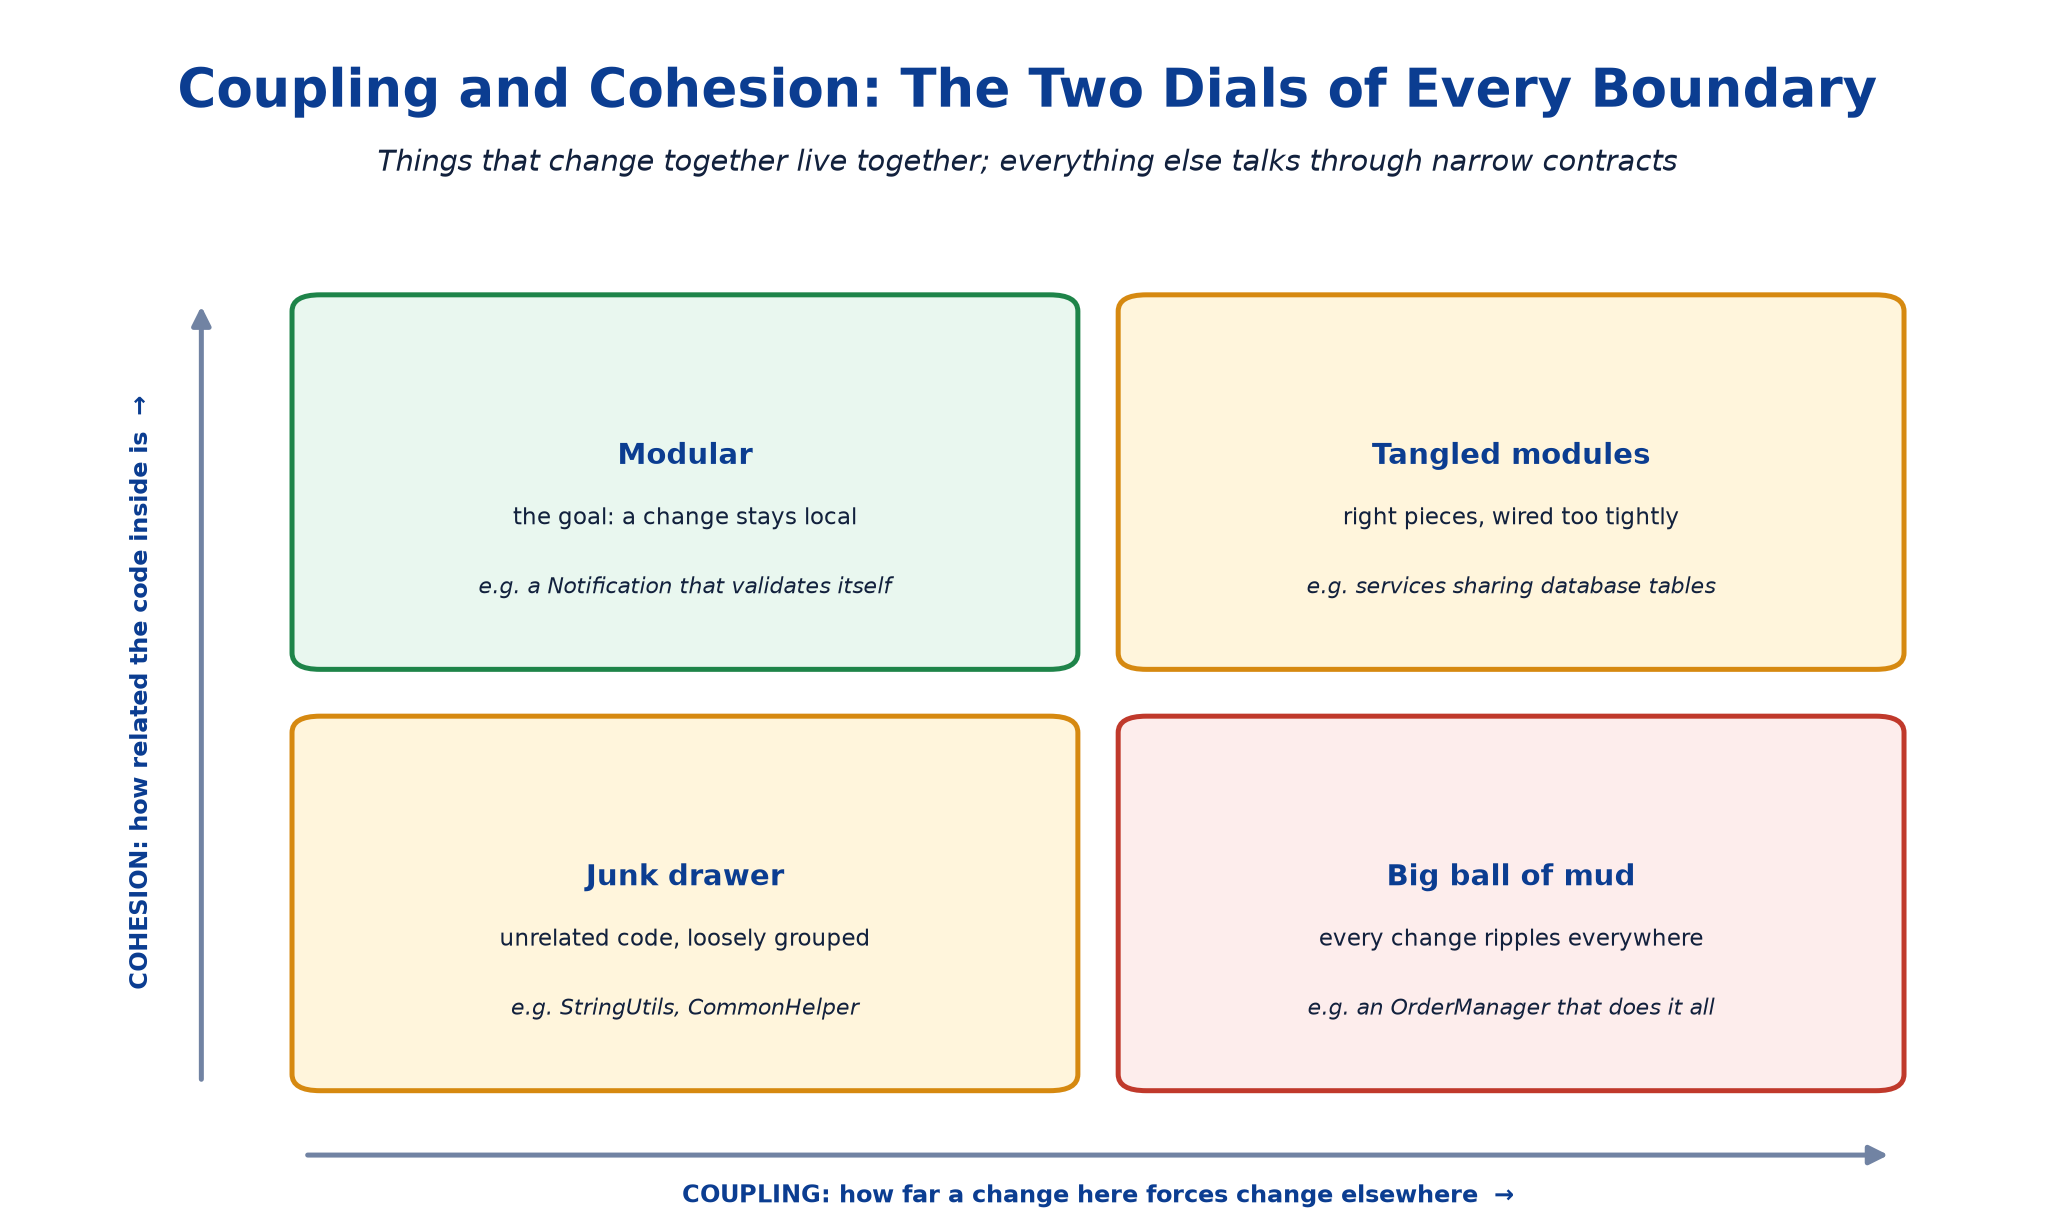 Coupling and Cohesion: The Two Dials of Every Boundary
Things that change together live together; everything else talks through narrow contracts
COHESION: how related the code inside is →
Modular
the goal: a change stays local
e.g. a Notification that validates itself
Tangled modules
right pieces, wired too tightly
e.g. services sharing database tables
Junk drawer
unrelated code, loosely grouped
e.g. StringUtils, CommonHelper
Big ball of mud
every change ripples everywhere
e.g. an OrderManager that does it all
COUPLING: how far a change here forces change elsewhere →